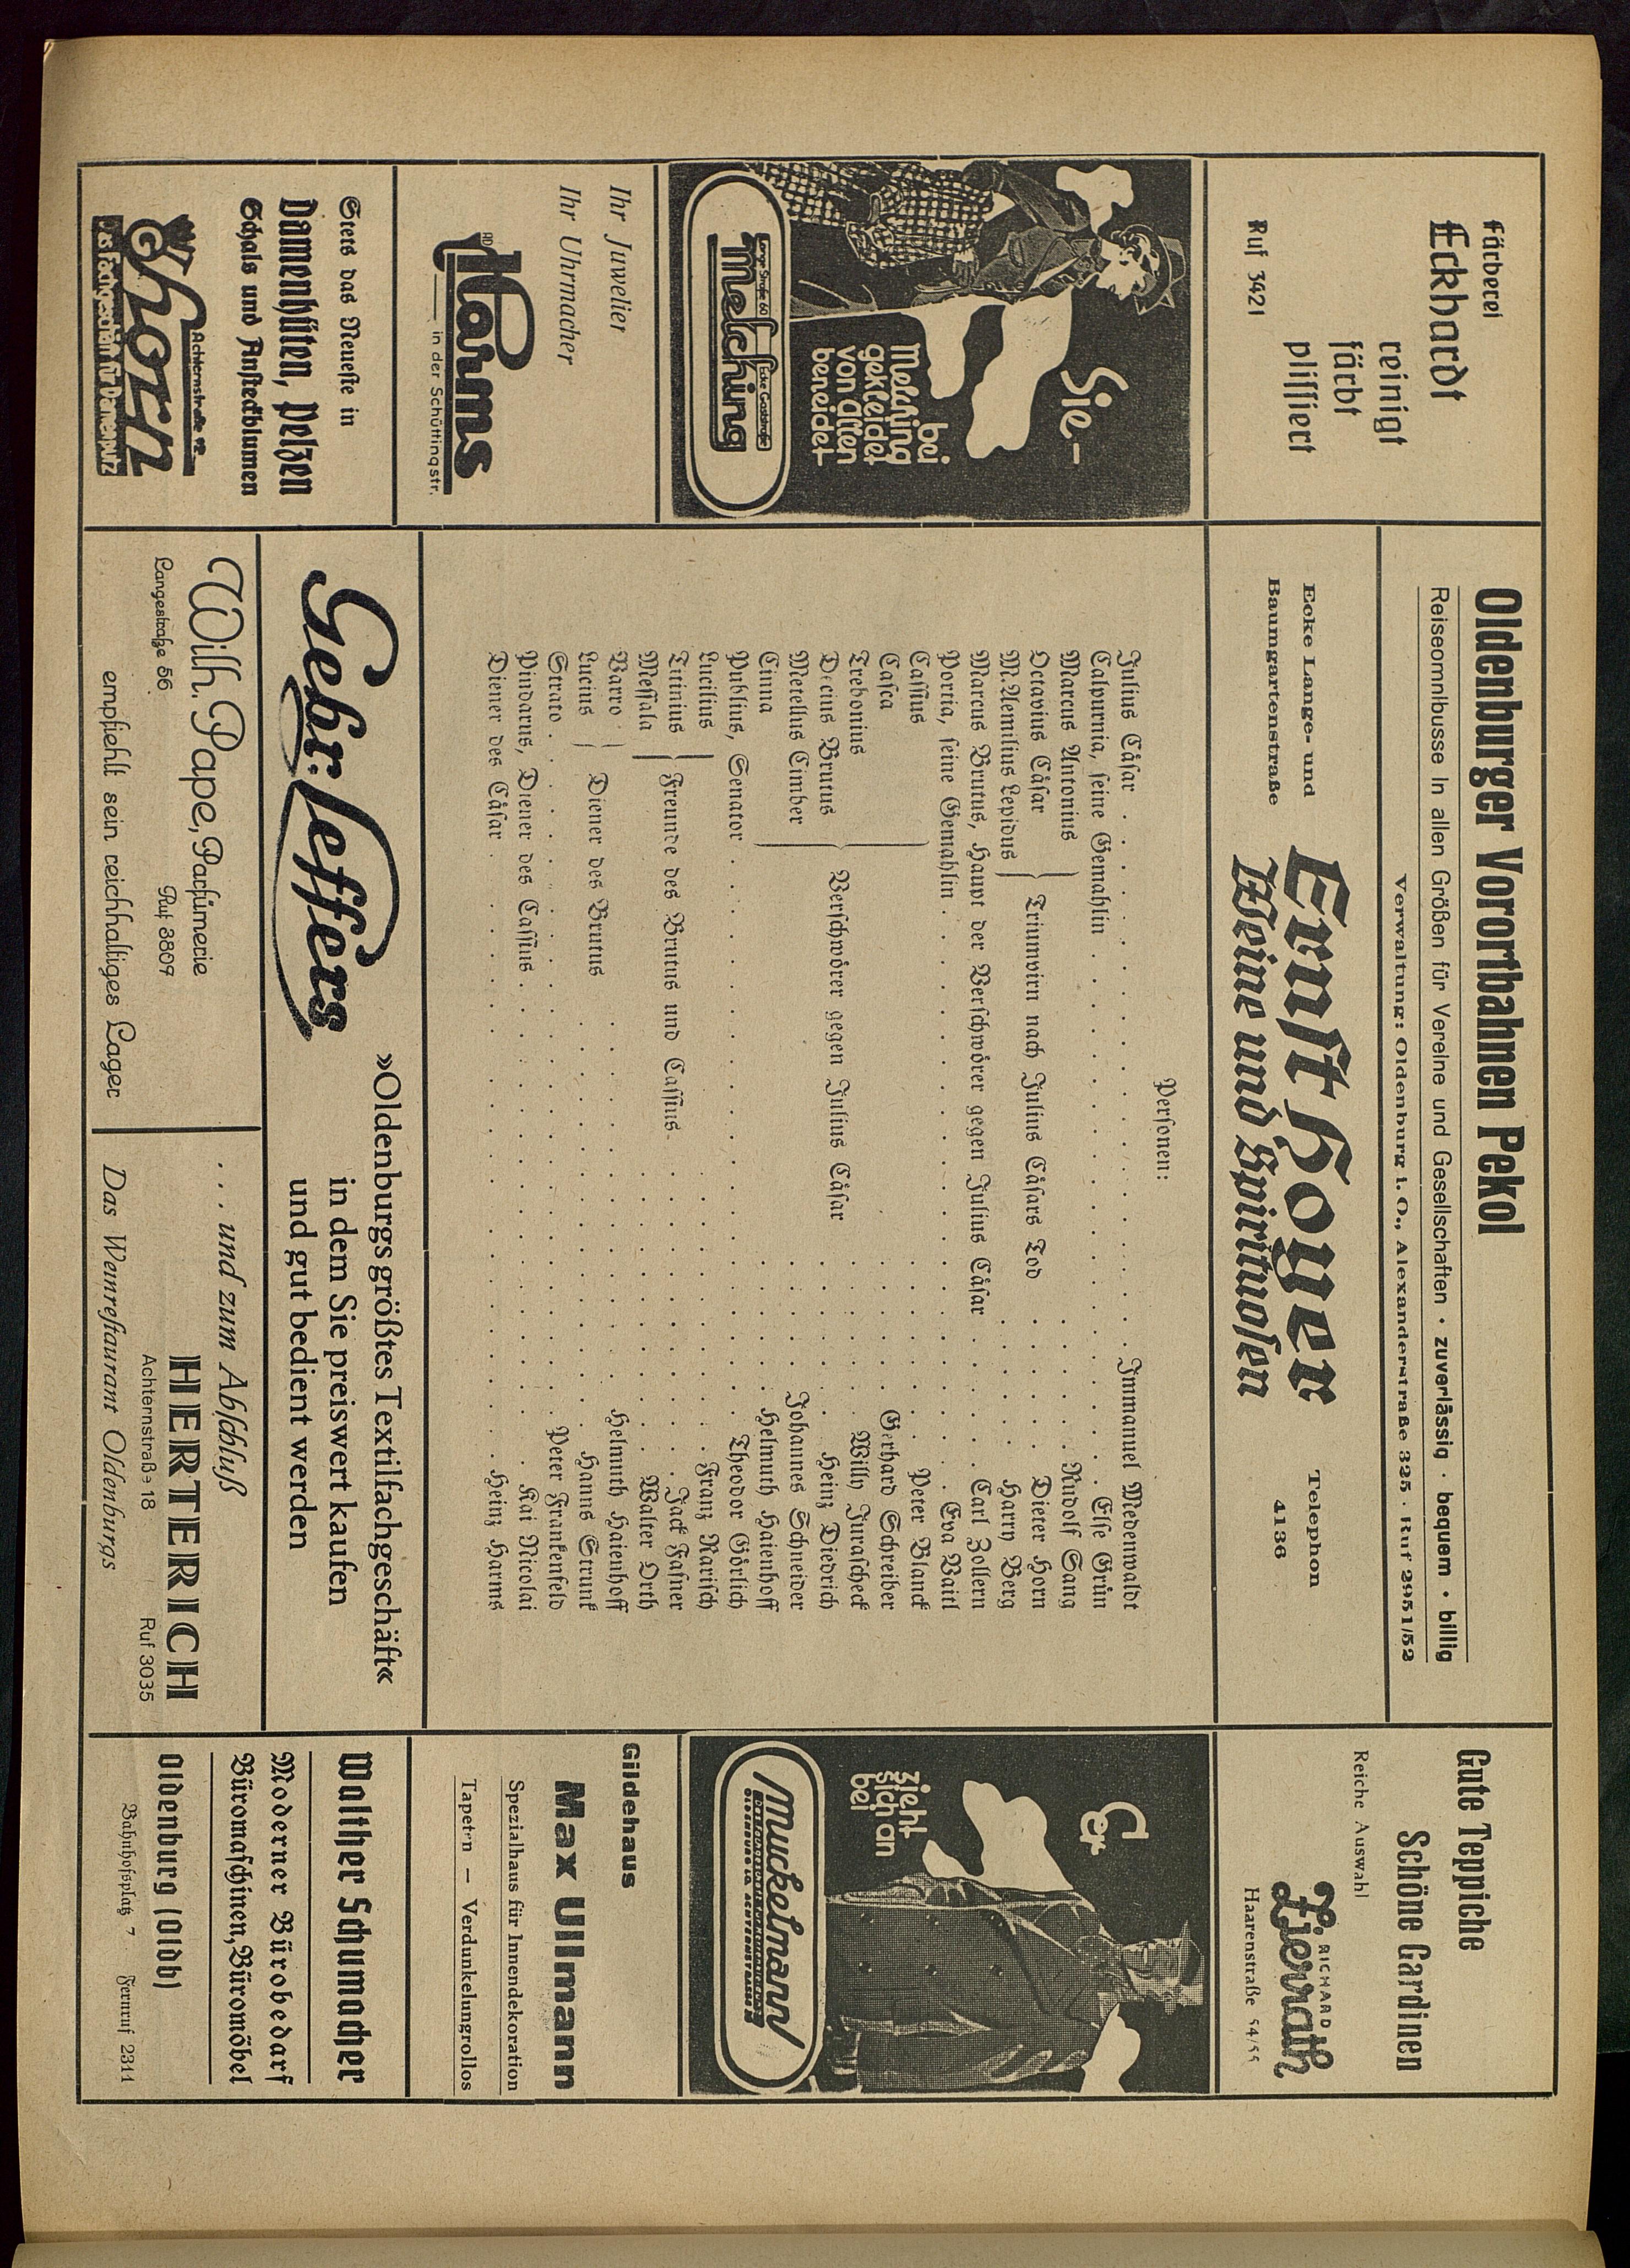 Färberei
Eckhardt
reinigt
färbt
plissiert
Ruf 3421
Oldenburger Vorortbahnen Pekol
Reiseomnibusse in allen Größen für Vereine und Gesellschaften · zuverlässig · bequem · billig
Verwaltung: Oldenburg i. O., Alexanderstraße 325 · Ruf 2951/52
Ecke Lange- und
Baumgartenstraße
Ernst Hoyer
Weine und Spirituosen
Telephon
4136
Gute Teppiche
Schöne Gardinen
Reiche Auswahl
RICHARD
Zierrath
Haarenstraße 54/55
Sie-
bei
Melching
gekleidet
von allen
beneidet
Lange Straße 60 Ecke Gaststraße
melching
Personen:
Julius Cäsar . . . Immanuel Medenwaldt
Calpurnia, seine Gemahlin . . . Else Grün
Marcus Antonius . . . Rudolf Sang
Octavius Cäsar } Triumvirn nach Julius Cäsars Tod . . . Dieter Horn
M. Aemilius Lepidus . . . Harry Berg
Marcus Brutus, Haupt der Verschwörer gegen Julius Cäsar . . . Carl Zollern
Portia, seine Gemahlin . . . Eva Vaitl
Cassius . . . Peter Blanck
Casca . . . Gerhard Schreiber
Trebonius . . . Willy Jurascheck
Decius Brutus } Verschwörer gegen Julius Cäsar . . . Heinz Diedrich
Metellus Cimber . . . Johannes Schneider
Cinna . . . Helmuth Haienhoff
Publius, Senator . . . Theodor Görlich
Lucilius . . . Franz Rarisch
Titinius } Freunde des Brutus und Cassius . . . Jack Fasner
Messala . . . Walter Orth
Varro . . . Helmuth Haienhoff
Lucius } Diener des Brutus . . . Hanns Strunk
Strato . . . Peter Frankenfeld
Pindarus, Diener des Cassius . . . Kai Nicolai
Diener des Cäsar . . . Heinz Harms
Er
zieht
sich an
bei
Muckelmann
Ihr Juwelier
Ihr Uhrmacher
Harms
in der Schüttingstr.
Gildehaus
Max Ullmann
Spezialhaus für Innendekoration
Tapeten — Verdunkelungrollos
Stets das Neueste in
Damenhüten, Pelzen
Schals und Ansteckblumen
Achternstraße
Ghorn
Das Fachgeschäft für Damenputz
Gebr. Leffers
»Oldenburgs größtes Textilfachgeschäft«
in dem Sie preiswert kaufen
und gut bedient werden
Wilh. Pape, Parfümerie
Langestraße 56 Ruf 3809
empfiehlt sein reichhaltiges Lager
... und zum Abschluß
HERTERICH
Achternstraße 18 Ruf 3035
Das Weinrestaurant Oldenburgs
Walther Schumacher
Moderner Bürobedarf
Büromaschinen, Büromöbel
Oldenburg (Oldb)
Bahnhofsplatz 7 Fernruf 2311